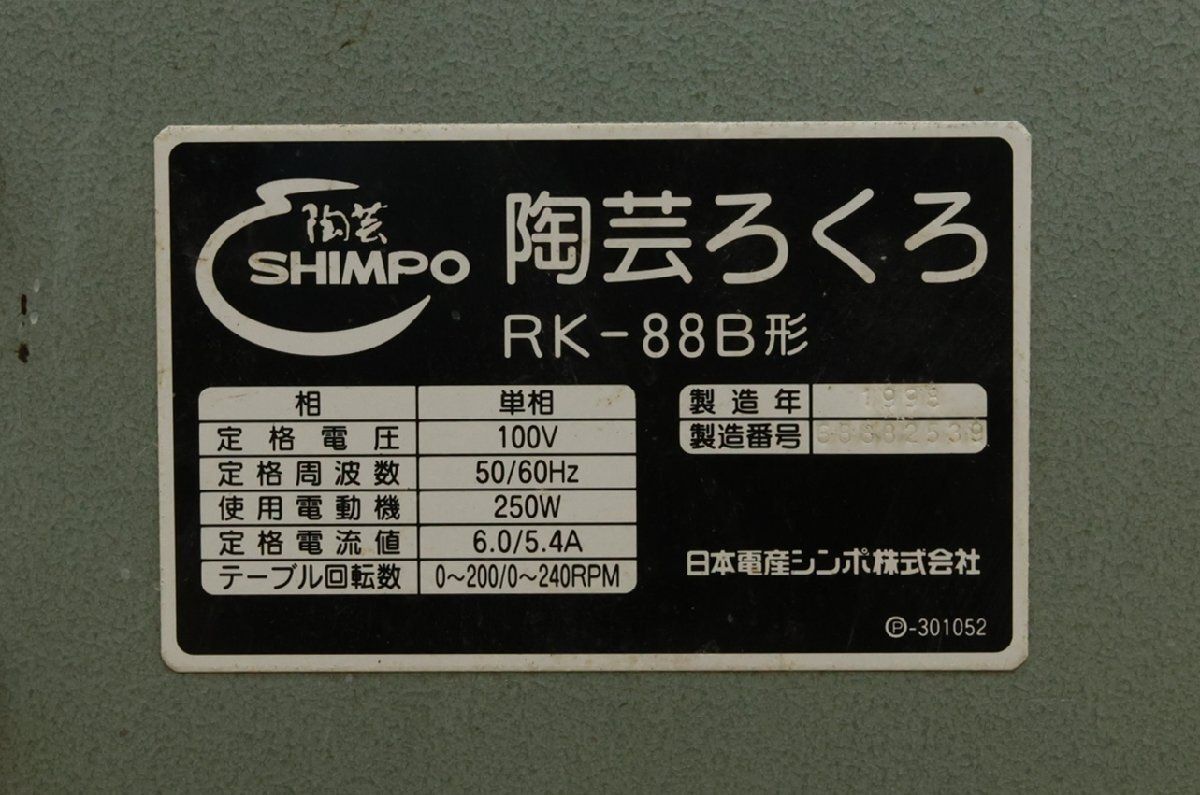 陶芸
SHIMPO
陶芸ろくろ
RK-88B形
相 単相
定格電圧 100V
定格周波数 50/60Hz
使用電動機 250W
定格電流値 6.0/5.4A
テーブル回転数 0~200/0~240RPM
製造年
製造番号
日本電産シンポ株式会社
Ⓟ-301052